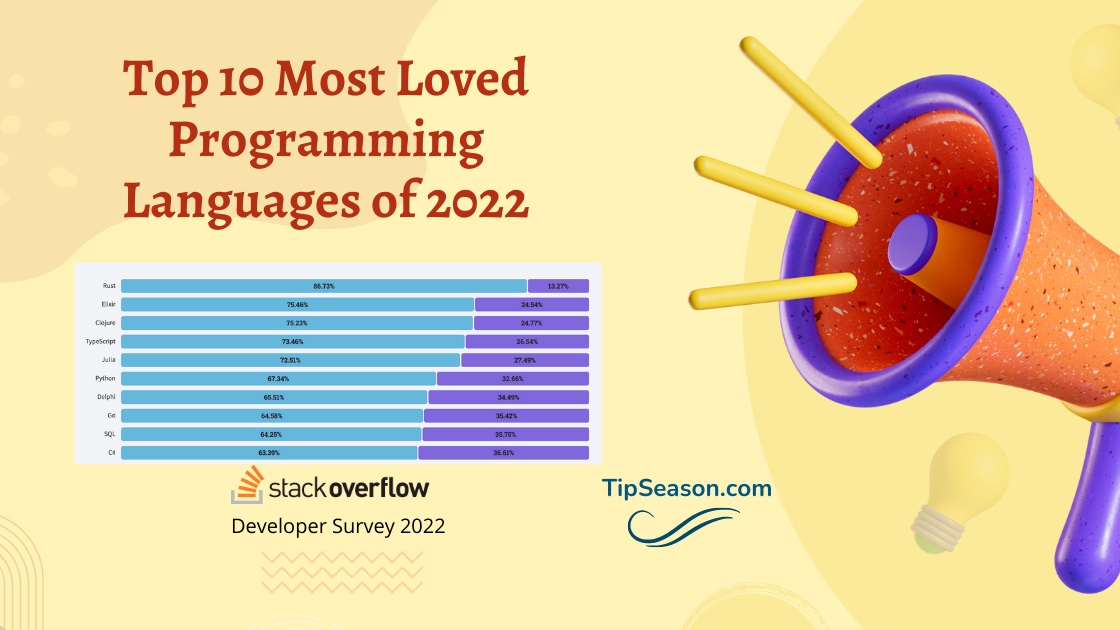 Top 10 Most Loved
Programming
Languages of 2022
Rust 86.73% 13.27%
Elixir 75.46% 24.54%
Clojure 75.23% 24.77%
TypeScript 73.46% 26.54%
Julia 72.51% 27.49%
Python 67.34% 32.66%
Delphi 65.51% 34.49%
Go 64.58% 35.42%
SQL 64.25% 35.75%
C# 63.39% 36.61%
stackoverflow
Developer Survey 2022
TipSeason.com